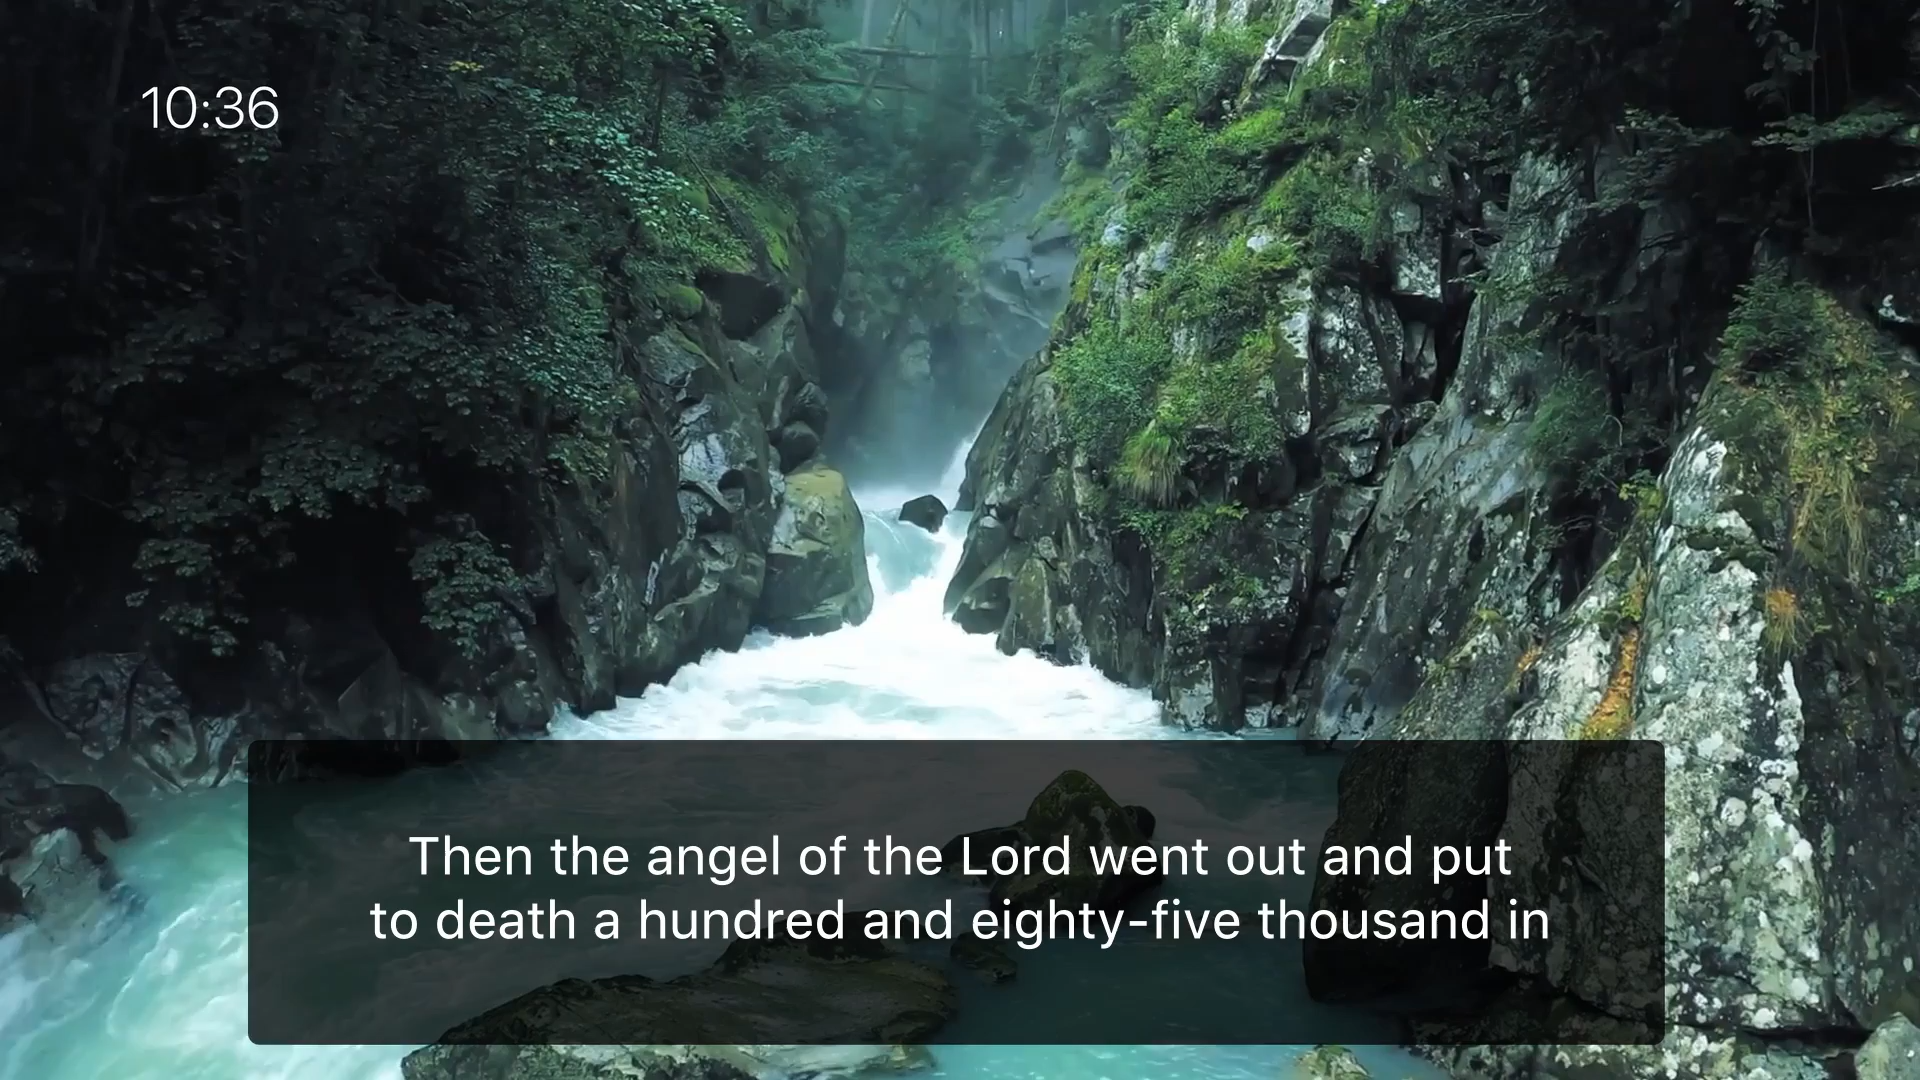 10:36
Then the angel of the Lord went out and put
to death a hundred and eighty-five thousand in